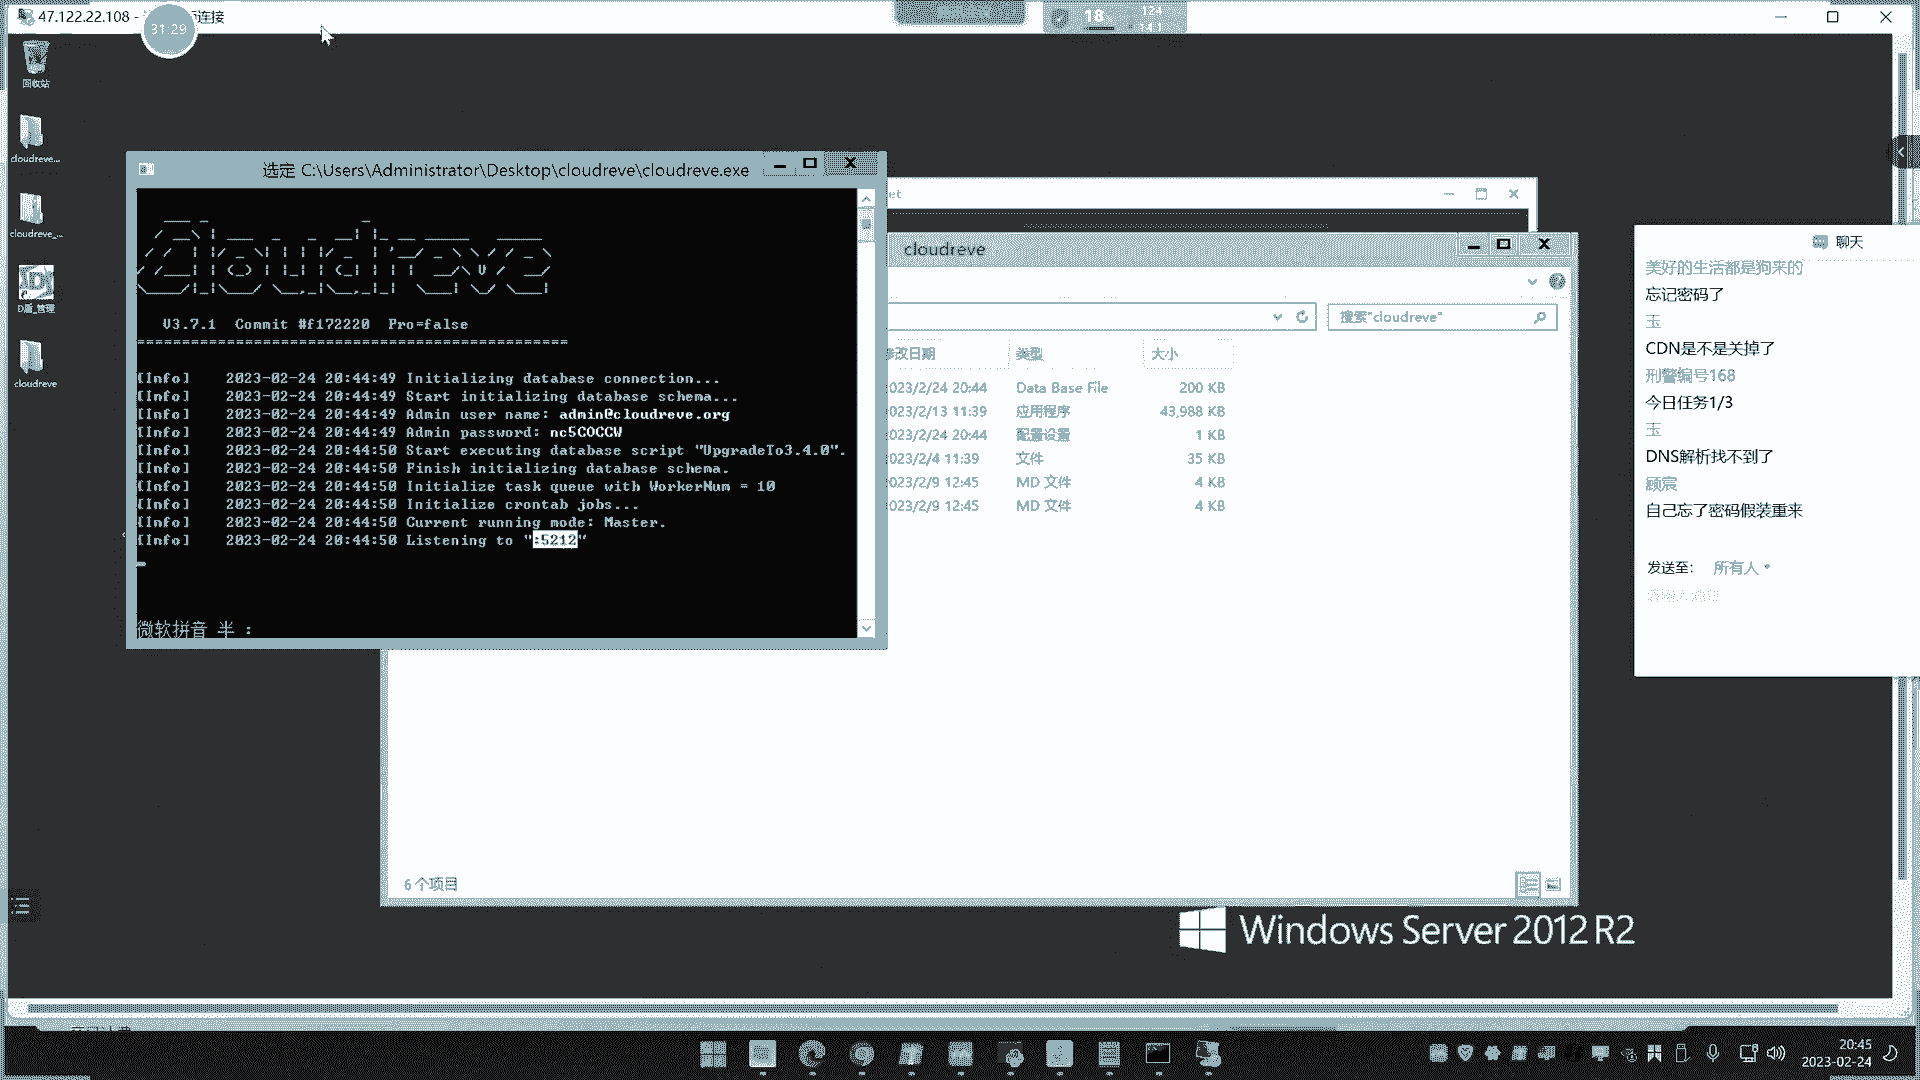 47.122.22.108 -
连接
31:29
18
124
回收站
cloudreve...
cloudreve_...
D盾_管理
cloudreve
选定 C:\Users\Administrator\Desktop\cloudreve\cloudreve.exe
Cloudreve
V3.7.1 Commit #f172220 Pro=false
================================================
[Info] 2023-02-24 20:44:49 Initializing database connection...
[Info] 2023-02-24 20:44:49 Start initializing database schema...
[Info] 2023-02-24 20:44:49 Admin user name: admin@cloudreve.org
[Info] 2023-02-24 20:44:49 Admin password: nc5COCCW
[Info] 2023-02-24 20:44:50 Start executing database script "UpgradeTo3.4.0".
[Info] 2023-02-24 20:44:50 Finish initializing database schema.
[Info] 2023-02-24 20:44:50 Initialize task queue with WorkerNum = 10
[Info] 2023-02-24 20:44:50 Initialize crontab jobs...
[Info] 2023-02-24 20:44:50 Current running mode: Master.
[Info] 2023-02-24 20:44:50 Listening to ":5212"
微软拼音 半 :
et
cloudreve
搜索"cloudreve"
修改日期 类型 大小
2023/2/24 20:44 Data Base File 200 KB
2023/2/13 11:39 应用程序 43,988 KB
2023/2/24 20:44 配置设置 1 KB
2023/2/4 11:39 文件 35 KB
2023/2/9 12:45 MD 文件 4 KB
2023/2/9 12:45 MD 文件 4 KB
6 个项目
聊天
美好的生活都是狗来的
忘记密码了
玉
CDN是不是关掉了
刑警编号168
今日任务1/3
玉
DNS解析找不到了
顾宸
自己忘了密码假装重来
发送至: 所有人
Windows Server 2012 R2
20:45
2023-02-24